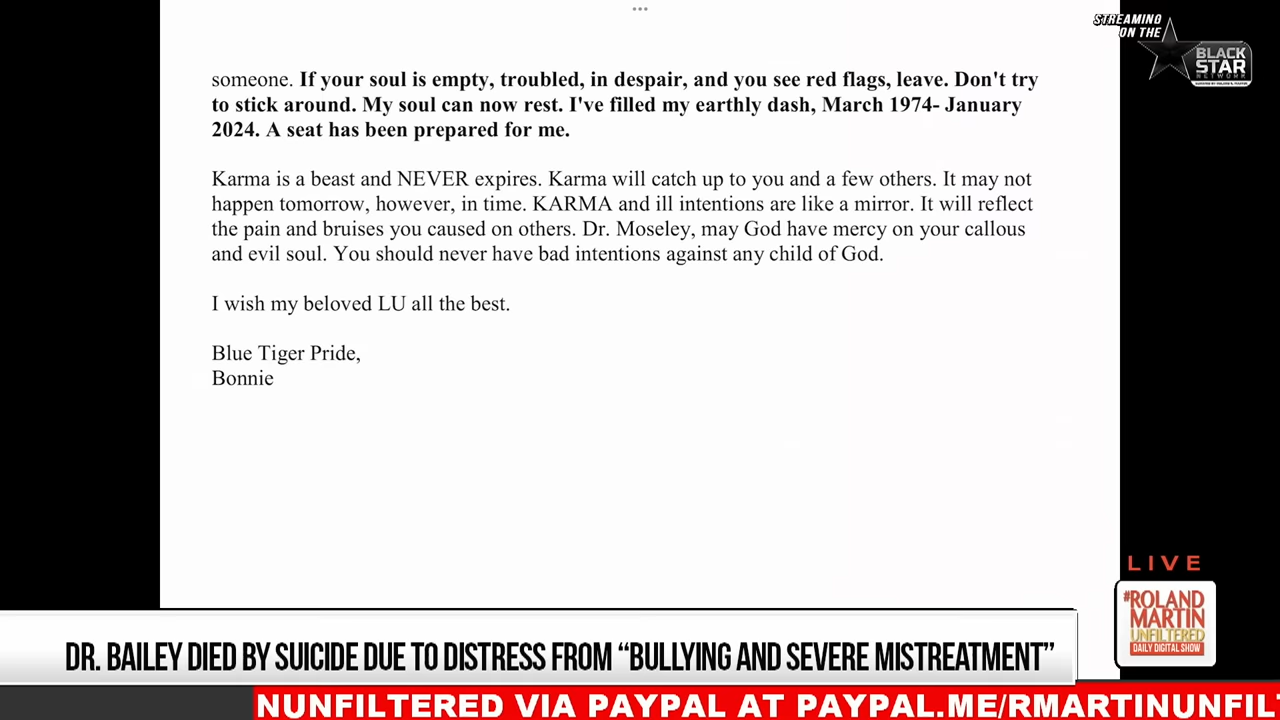 STREAMING
ON THE
BLACK
STAR
NETWORK
someone. If your soul is empty, troubled, in despair, and you see red flags, leave. Don't try
to stick around. My soul can now rest. I've filled my earthly dash, March 1974- January
2024. A seat has been prepared for me.
Karma is a beast and NEVER expires. Karma will catch up to you and a few others. It may not
happen tomorrow, however, in time. KARMA and ill intentions are like a mirror. It will reflect
the pain and bruises you caused on others. Dr. Moseley, may God have mercy on your callous
and evil soul. You should never have bad intentions against any child of God.
I wish my beloved LU all the best.
Blue Tiger Pride,
Bonnie
LIVE
#ROLAND
MARTIN
UNFILTERED
DAILY DIGITAL SHOW
DR. BAILEY DIED BY SUICIDE DUE TO DISTRESS FROM “BULLYING AND SEVERE MISTREATMENT”
NUNFILTERED VIA PAYPAL AT PAYPAL.ME/RMARTINUNFIL